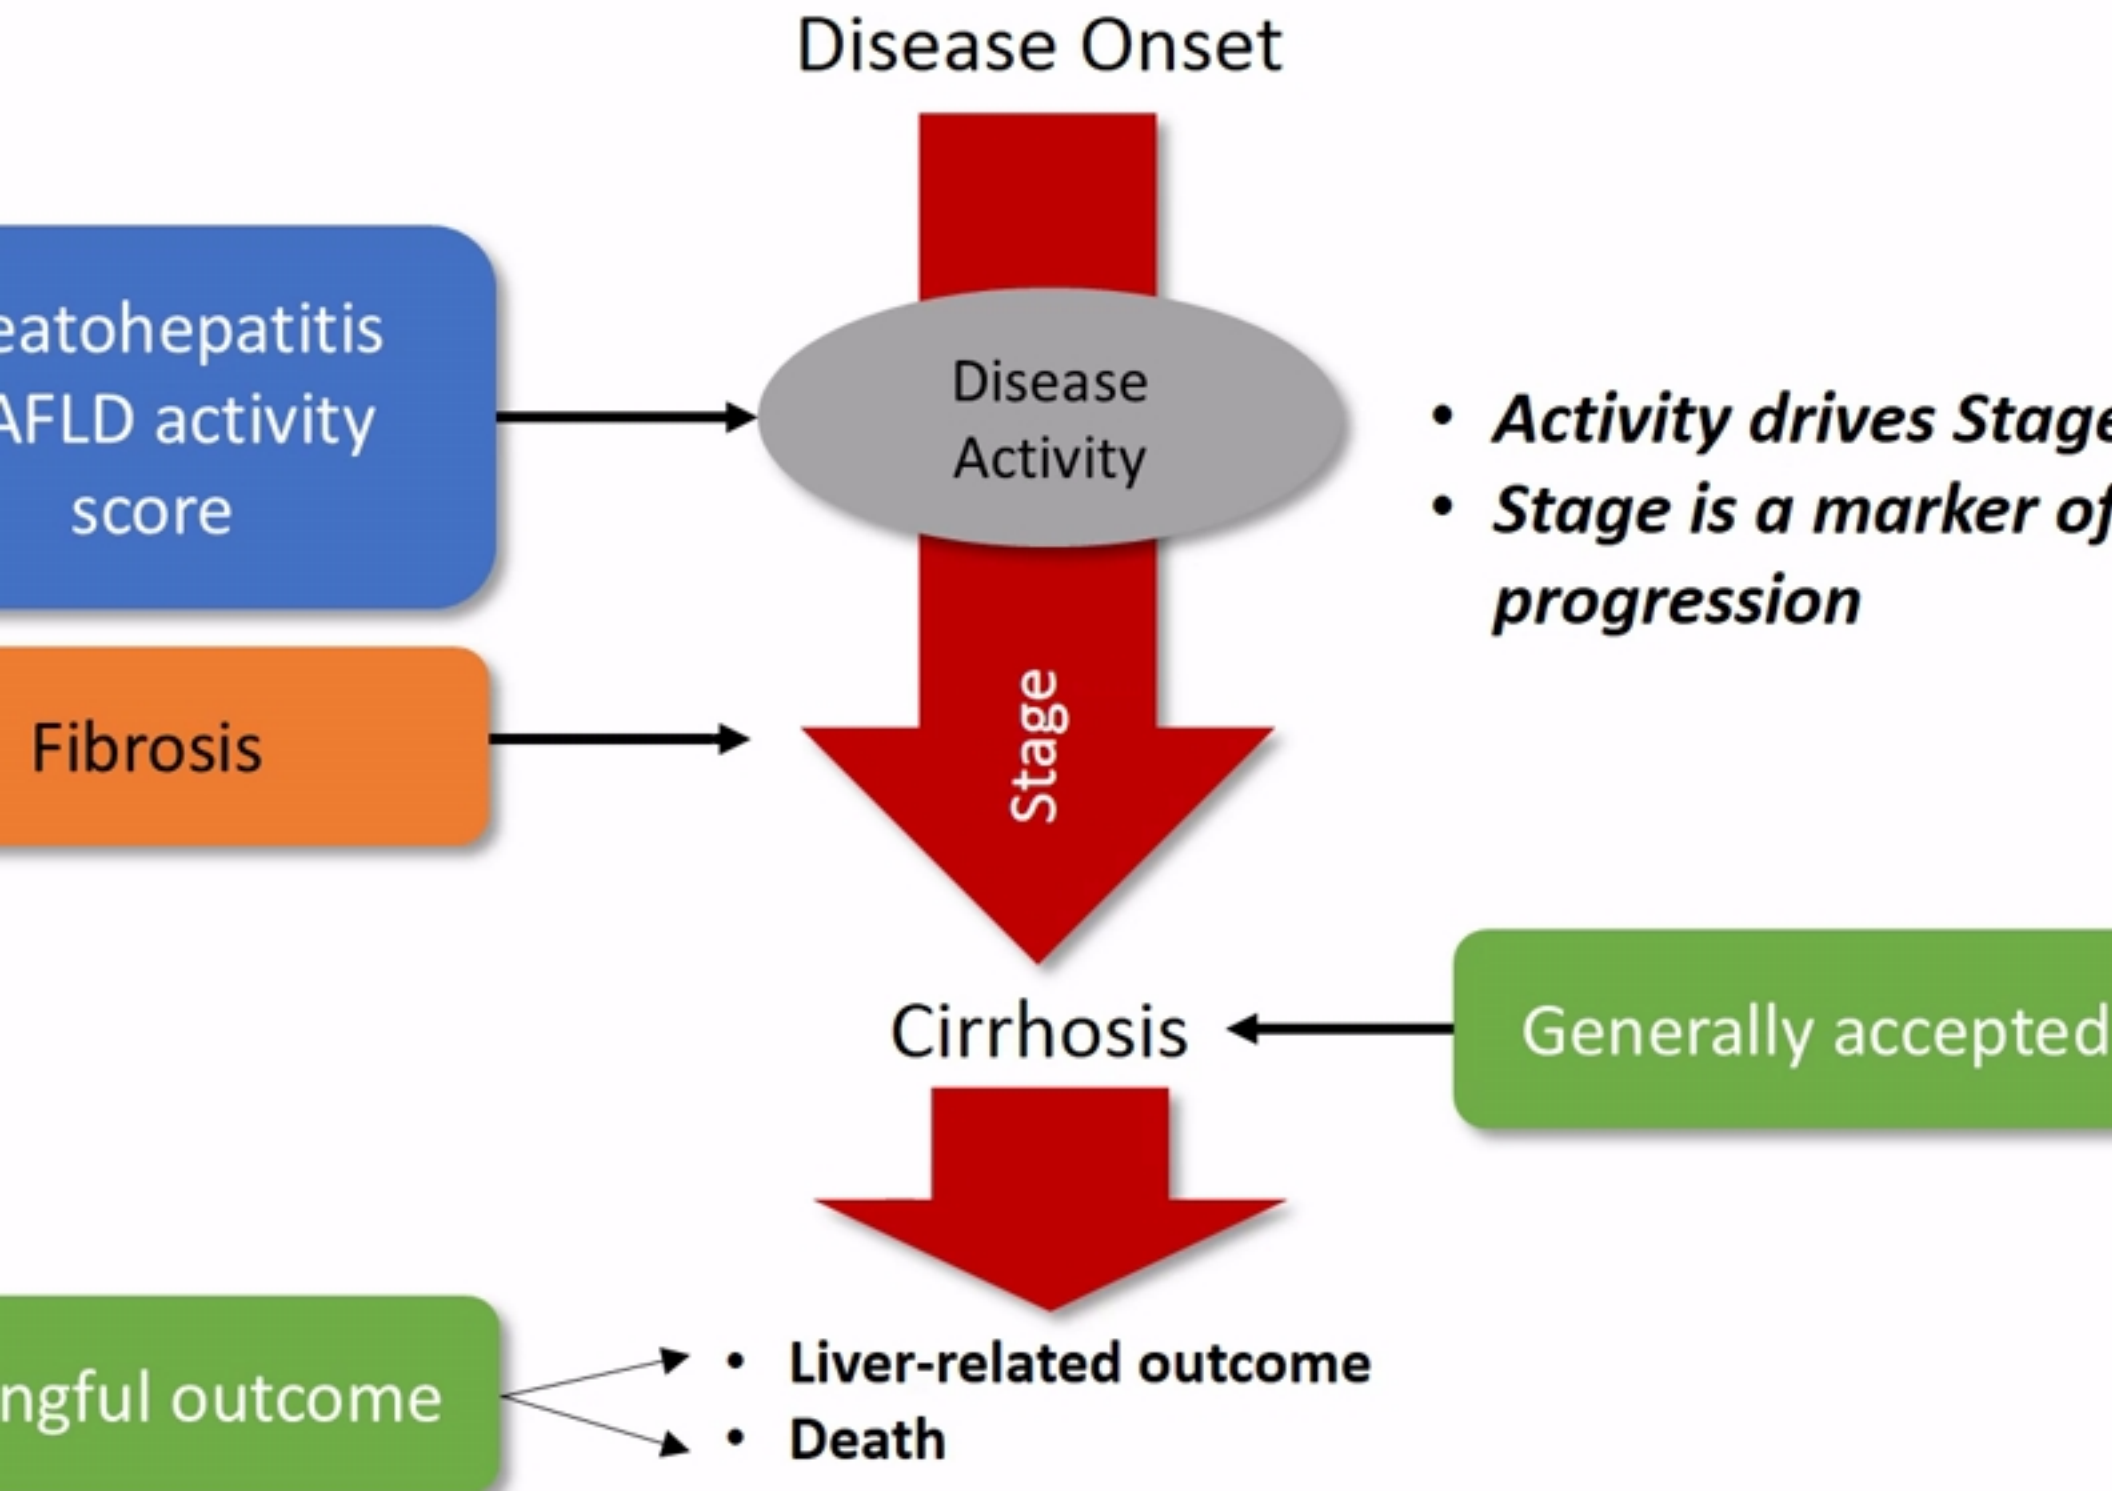 Disease Onset
eatohepatitis
AFLD activity
score
Disease
Activity
• Activity drives Stage
• Stage is a marker of
progression
Fibrosis
Stage
Cirrhosis
Generally accepted
ngful outcome
• Liver-related outcome
• Death